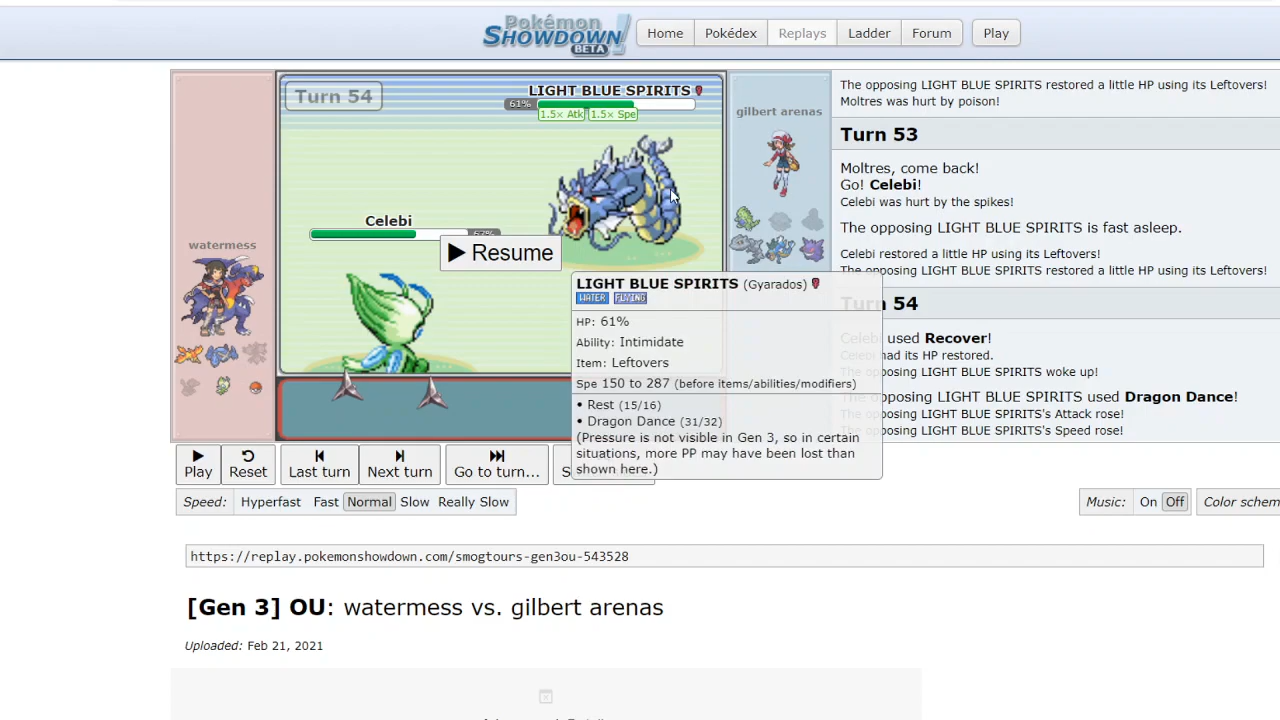 Pokémon
SHOWDOWN!
BETA
Home
Pokédex
Replays
Ladder
Forum
Play
Turn 54
LIGHT BLUE SPIRITS
61%
1.5× Atk
1.5× Spe
Celebi
67%
Resume
watermess
gilbert arenas
LIGHT BLUE SPIRITS (Gyarados)
WATER FLYING
HP: 61%
Ability: Intimidate
Item: Leftovers
Spe 150 to 287 (before items/abilities/modifiers)
• Rest (15/16)
• Dragon Dance (31/32)
(Pressure is not visible in Gen 3, so in certain
situations, more PP may have been lost than
shown here.)
The opposing LIGHT BLUE SPIRITS restored a little HP using its Leftovers!
Moltres was hurt by poison!
Turn 53
Moltres, come back!
Go! Celebi!
Celebi was hurt by the spikes!
The opposing LIGHT BLUE SPIRITS is fast asleep.
Celebi restored a little HP using its Leftovers!
The opposing LIGHT BLUE SPIRITS restored a little HP using its Leftovers!
Turn 54
Celebi used Recover!
Celebi had its HP restored.
The opposing LIGHT BLUE SPIRITS woke up!
The opposing LIGHT BLUE SPIRITS used Dragon Dance!
The opposing LIGHT BLUE SPIRITS's Attack rose!
The opposing LIGHT BLUE SPIRITS's Speed rose!
Play
Reset
Last turn
Next turn
Go to turn...
Speed: Hyperfast Fast Normal Slow Really Slow
Music: On Off
Color schem
https://replay.pokemonshowdown.com/smogtours-gen3ou-543528
[Gen 3] OU: watermess vs. gilbert arenas
Uploaded: Feb 21, 2021